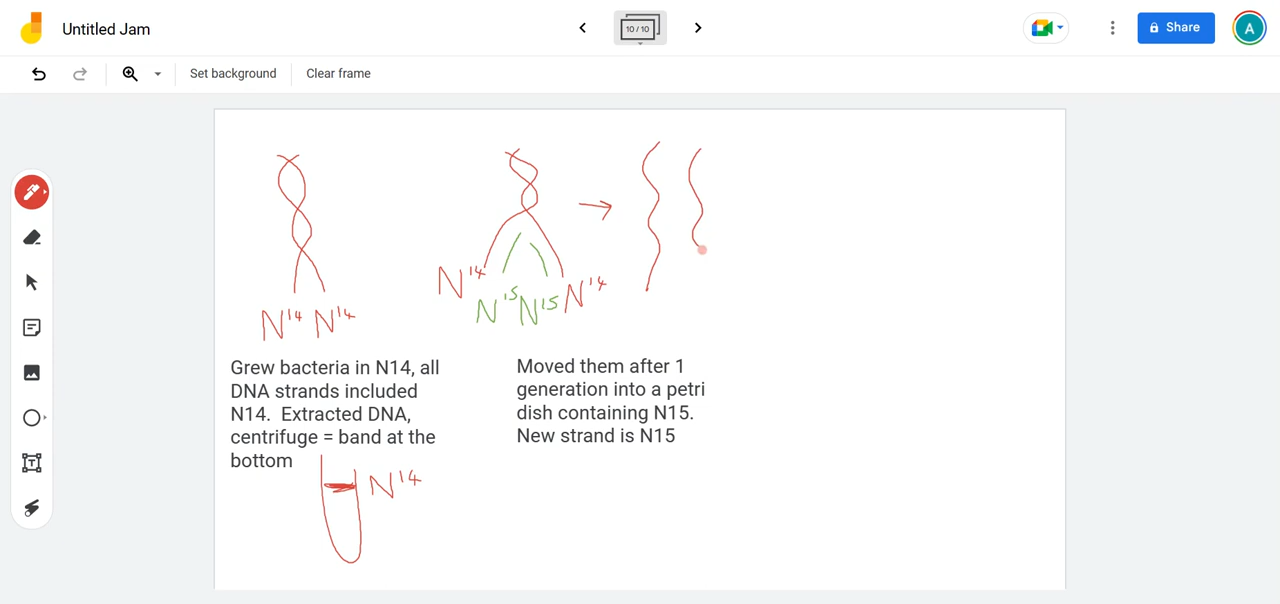 Untitled Jam
10 / 10
Share
A
Set background
Clear frame
N14 N14
N14
N15 N15 N14
Grew bacteria in N14, all
DNA strands included
N14.  Extracted DNA,
centrifuge = band at the
bottom
N14
Moved them after 1
generation into a petri
dish containing N15.
New strand is N15